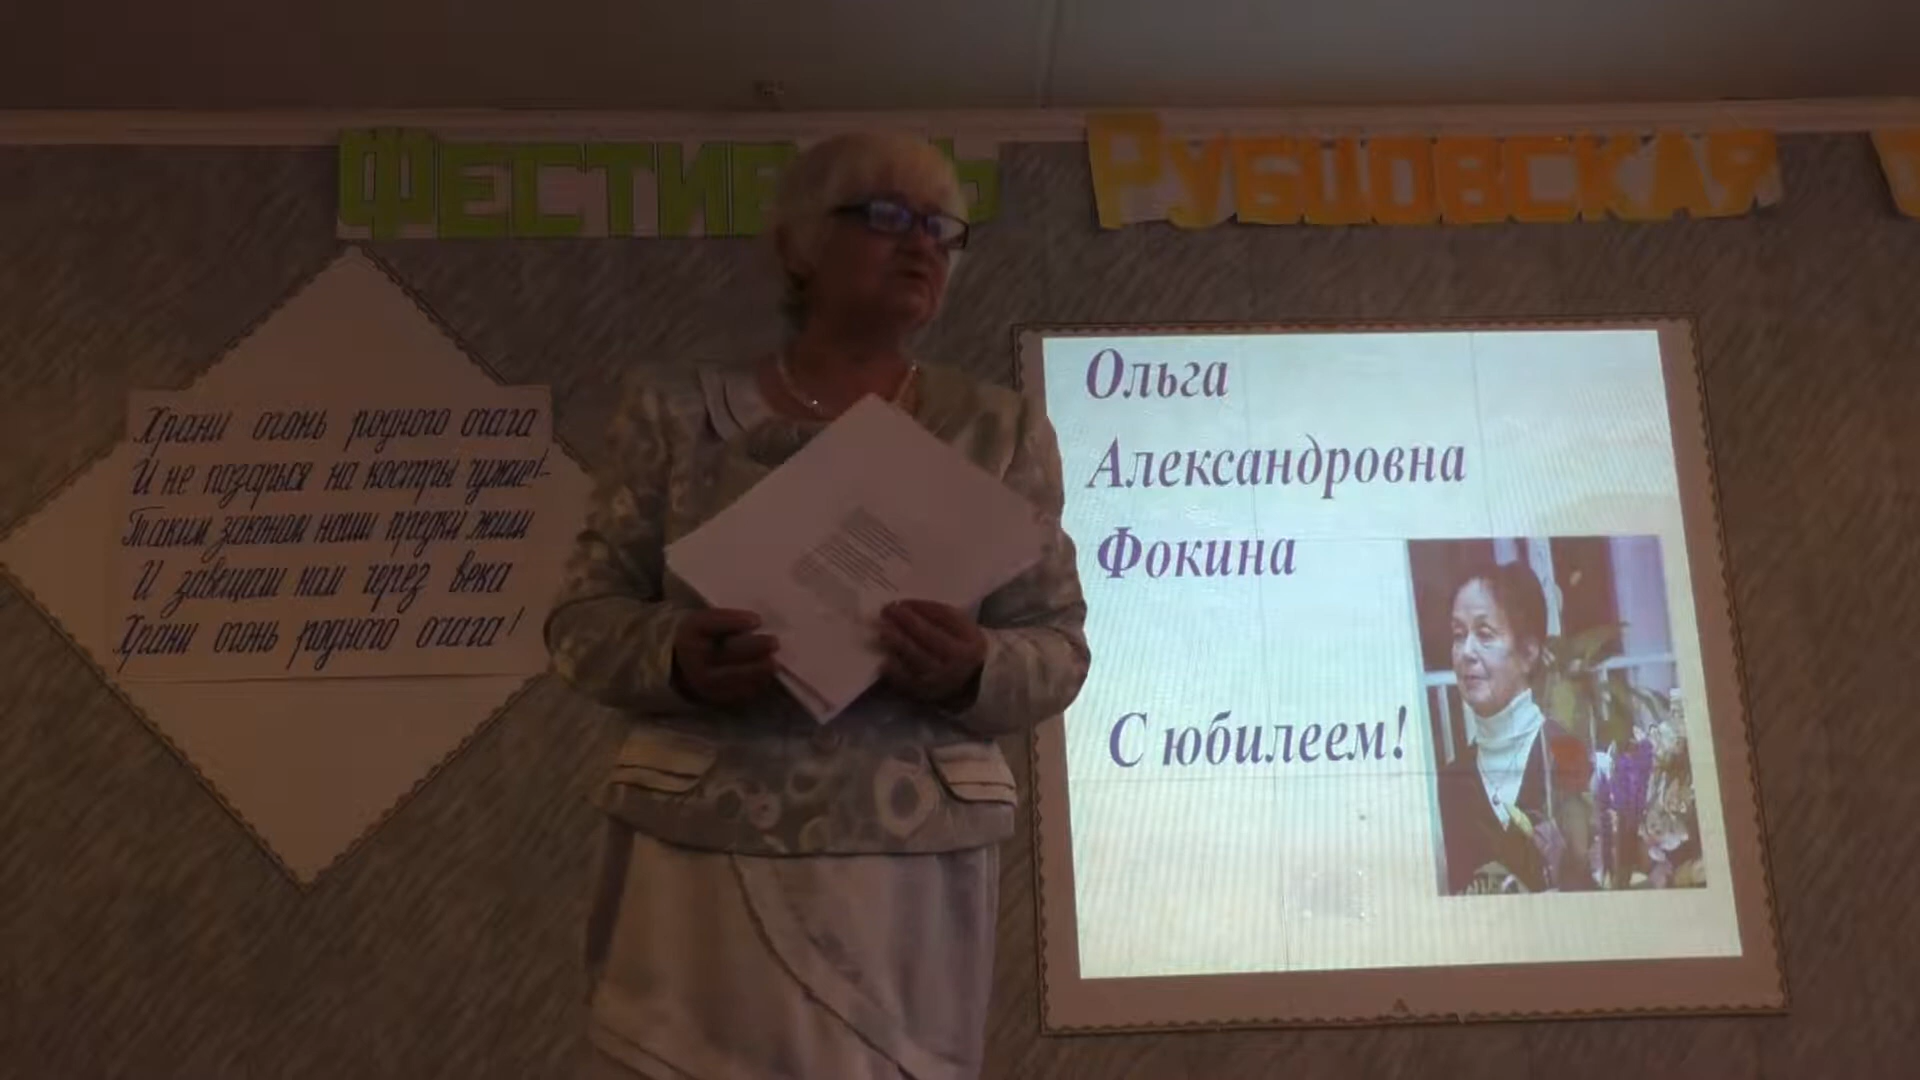 ФЕСТИВ Ь РУБЦОВСКАЯ
Храни огонь родного очага
И не позарься на костры чужие!-
Таким законом наши предки жили
И завещали нам через века
Храни огонь родного очага!
Ольга
Александровна
Фокина
С юбилеем!